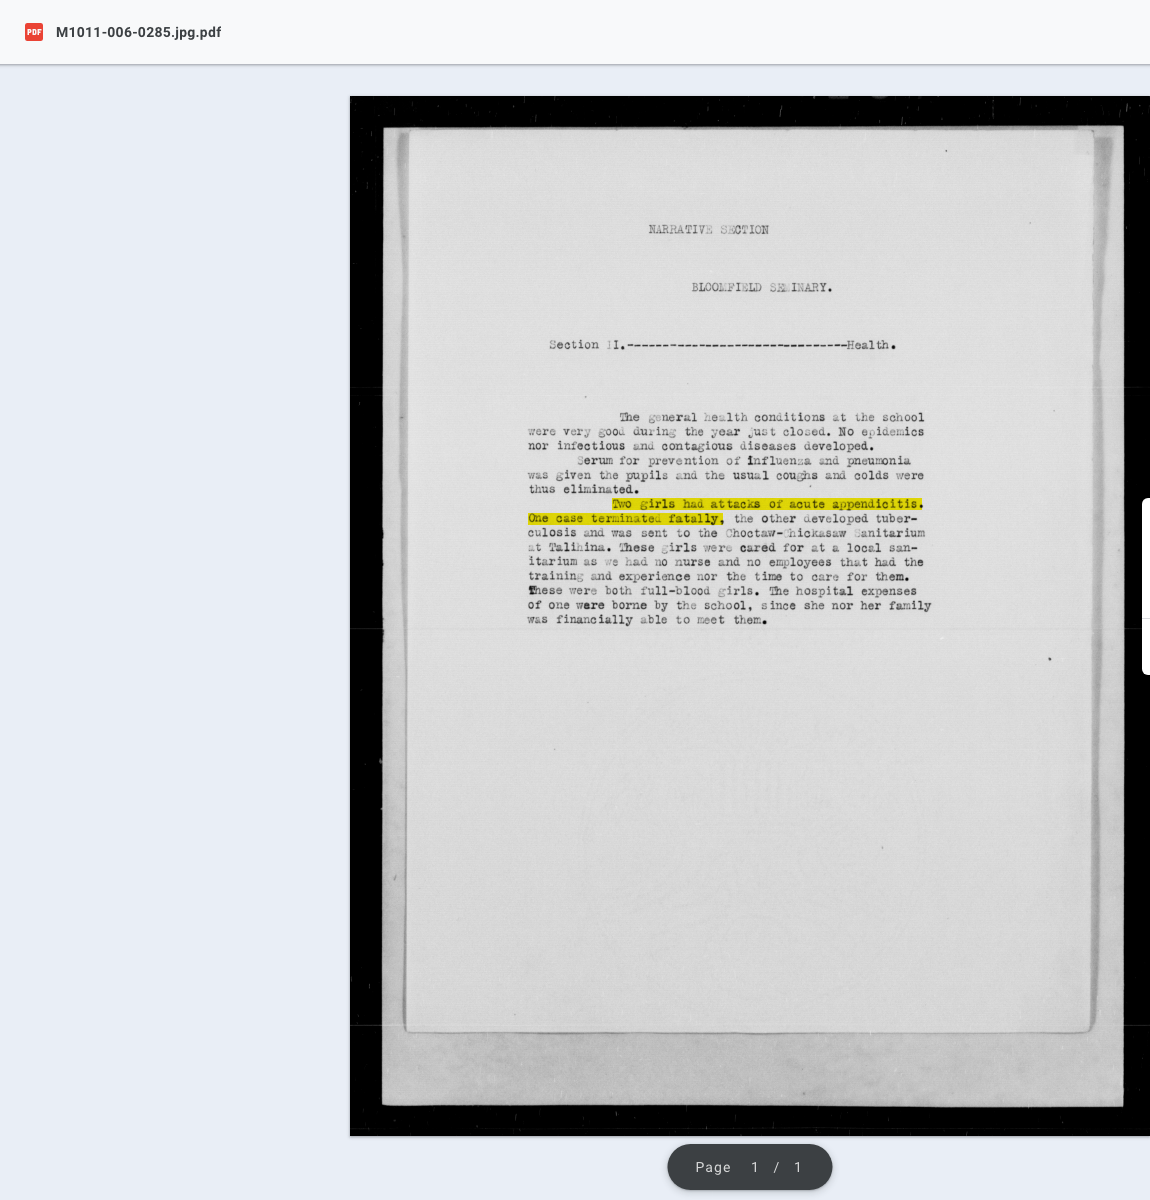 PDF M1011-006-0285.jpg.pdf
NARRATIVE SECTION
BLOOMFIELD SEMINARY.
Section II.-------------------------------Health.
The general health conditions at the school
were very good during the year just closed. No epidemics
nor infectious and contagious diseases developed.
Serum for prevention of influenza and pneumonia
was given the pupils and the usual coughs and colds were
thus eliminated.
Two girls had attacks of acute appendicitis.
One case terminated fatally, the other developed tuber-
culosis and was sent to the Choctaw-Chickasaw Sanitarium
at Talihina. These girls were cared for at a local san-
itarium as we had no nurse and no employees that had the
training and experience nor the time to care for them.
These were both full-blood girls. The hospital expenses
of one were borne by the school, since she nor her family
was financially able to meet them.
Page 1 / 1